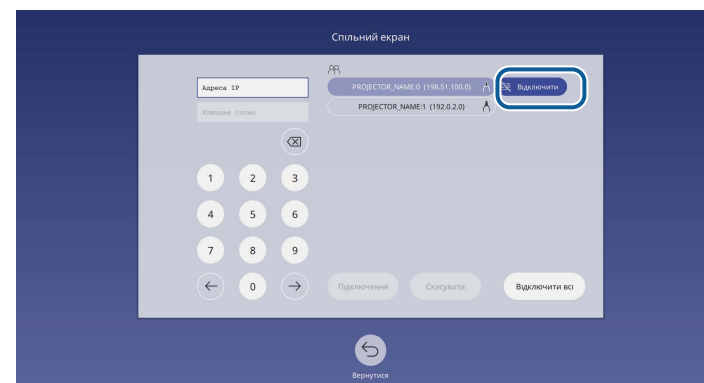 Спільний екран
Адреса IP
Ключове слово
PROJECTOR_NAME:0 (198.51.100.0)
Відключити
PROJECTOR_NAME:1 (192.0.2.0)
1 2 3
4 5 6
7 8 9
0
Підключення
Скасувати
Відключити всі
Вернутися